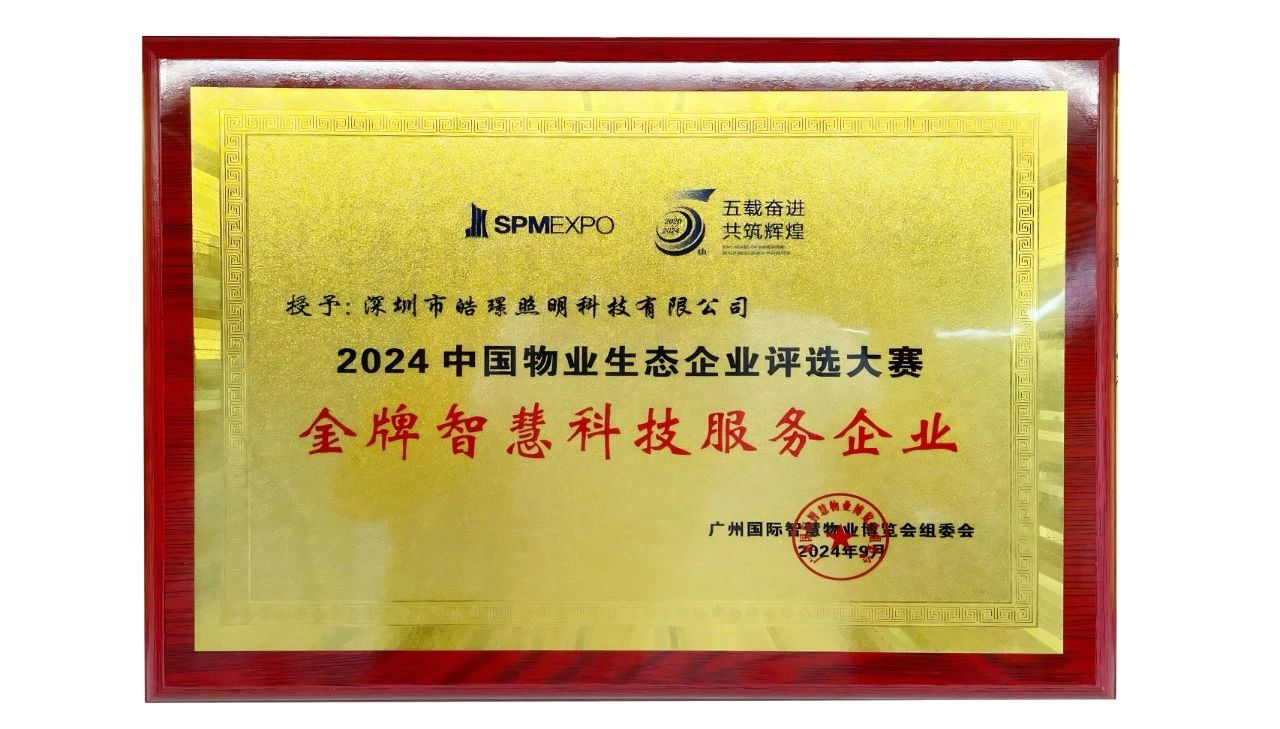 SPMEXPO
2020
2024
th
五载奋进
共筑辉煌
授予：深圳市皓璟照明科技有限公司
2024 中国物业生态企业评选大赛
金牌智慧科技服务企业
广州国际智慧物业博览会组委会
2024年9月